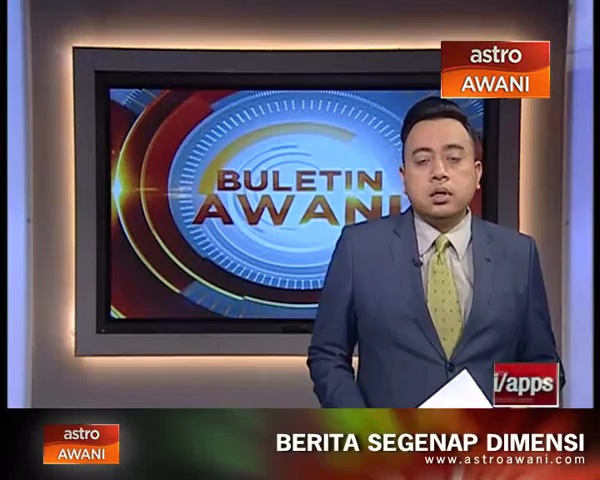 astro
AWANI
BULETIN
AWANI
i/apps
astro
AWANI
BERITA SEGENAP DIMENSI
www.astroawani.com